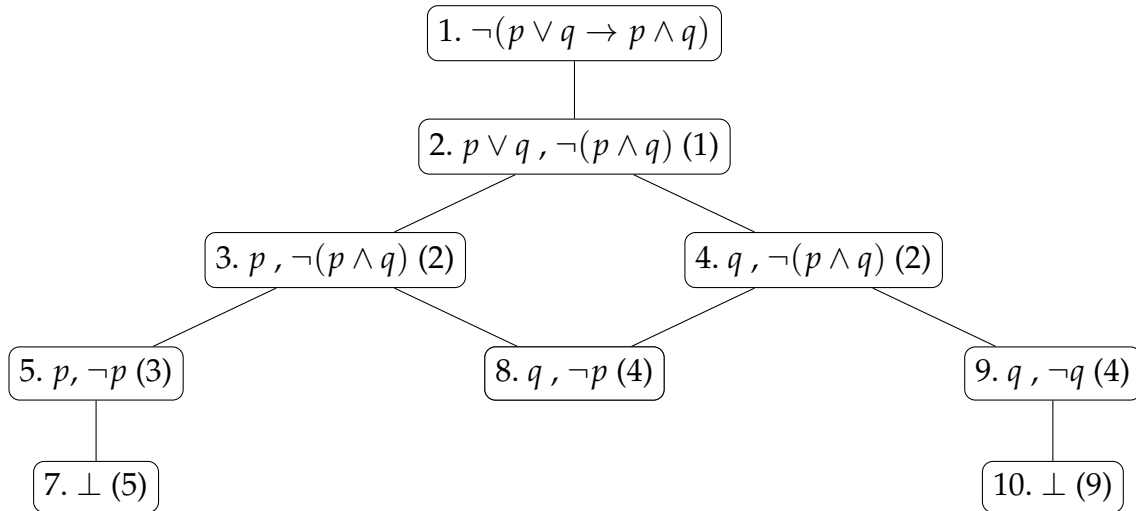 1. ¬(p ∨ q → p ∧ q)
2. p ∨ q , ¬(p ∧ q) (1)
3. p , ¬(p ∧ q) (2)
4. q , ¬(p ∧ q) (2)
5. p, ¬p (3)
8. q , ¬p (4)
9. q , ¬q (4)
7. ⊥ (5)
10. ⊥ (9)